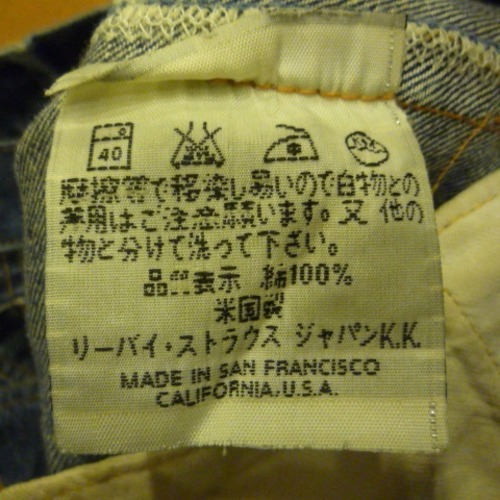 40
摩擦等で移染し易いので白物との
兼用はご注意願います。又 他の
物と分けて洗って下さい。
品質表示 綿100%
米国製
リーバイ・ストラウス ジャパンK.K.
MADE IN SAN FRANCISCO
CALIFORNIA, U.S.A.